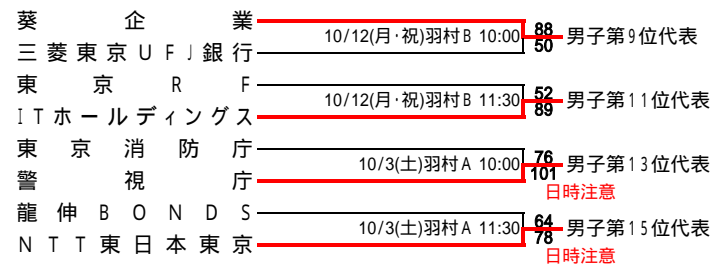 葵企業
10/12(月・祝)羽村B 10:00
88
50
男子第9位代表
三菱東京UFJ銀行
東京RF
10/12(月・祝)羽村B 11:30
52
89
男子第11位代表
ITホールディングス
東京消防庁
10/3(土)羽村A 10:00
76
101
男子第13位代表
警視庁
日時注意
龍伸BONDS
10/3(土)羽村A 11:30
64
78
男子第15位代表
NTT東日本東京
日時注意